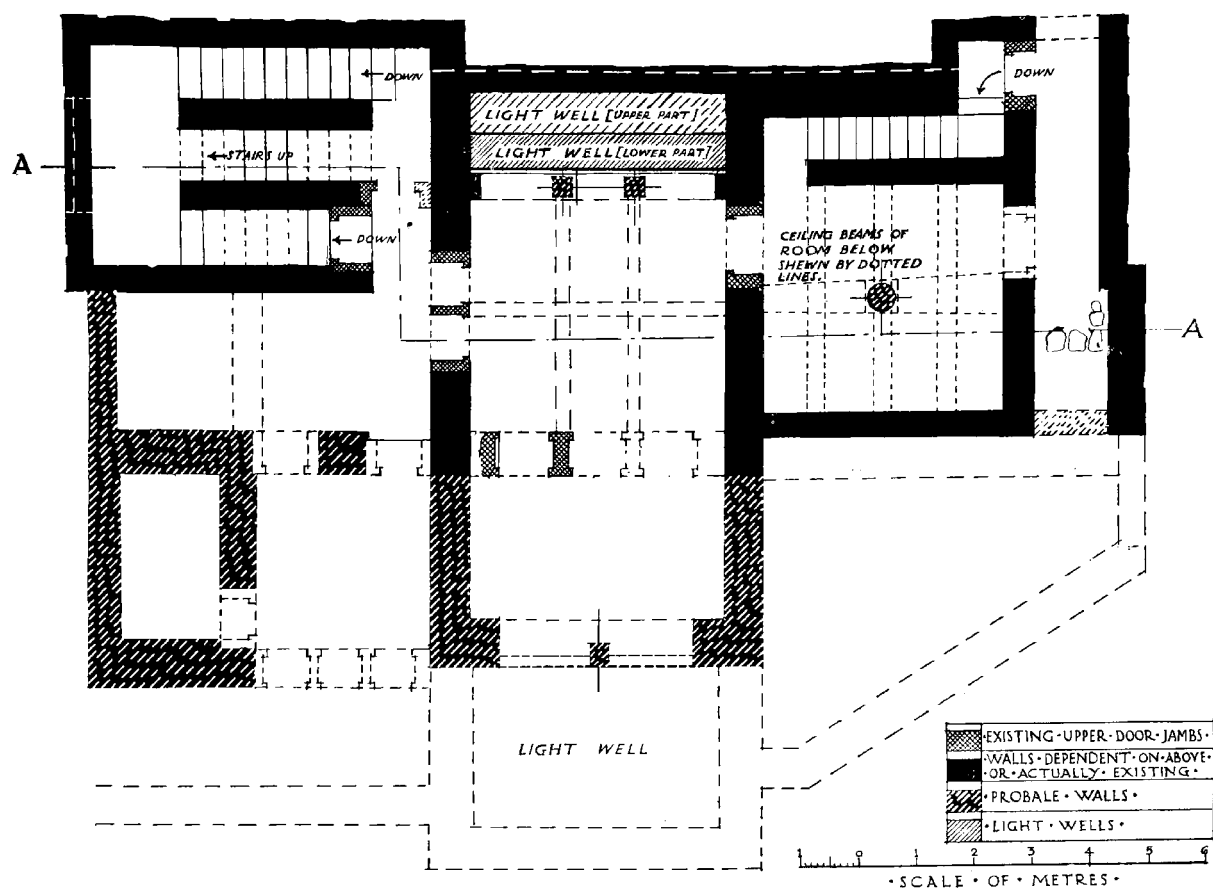 DOWN
DOWN
LIGHT WELL [UPPER PART]
LIGHT WELL [LOWER PART]
A
STAIRS UP
DOWN
CEILING BEAMS OF
ROOM BELOW
SHEWN BY DOTTED
LINES.
A
LIGHT WELL
·EXISTING·UPPER·DOOR·JAMBS·
·WALLS·DEPENDENT·ON·ABOVE·
·OR·ACTUALLY·EXISTING·
·PROBALE·WALLS·
·LIGHT·WELLS·
1 0 1 2 3 4 5 6
·SCALE·OF·METRES·